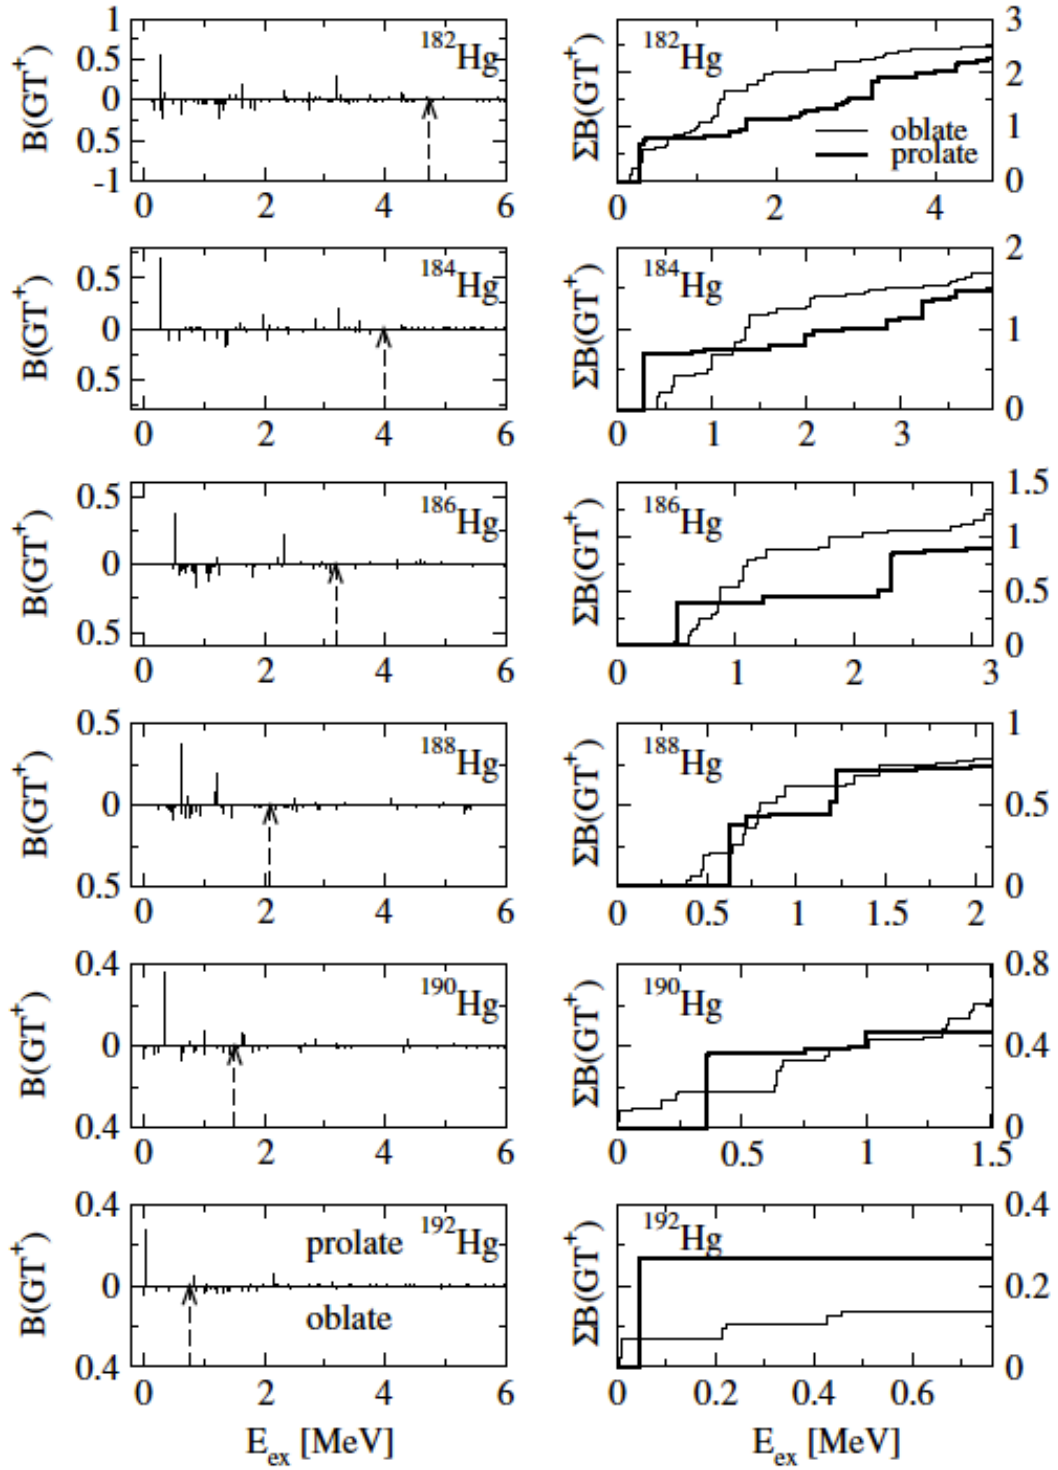 1
0.5
0
0.5
-1
B(GT+)
182Hg
0 2 4 6
3
2
1
0
ΣB(GT+)
182Hg
oblate
prolate
0 2 4
0.5
0
0.5
B(GT+)
184Hg
0 2 4 6
2
1
0
ΣB(GT+)
184Hg
0 1 2 3
0.5
0
0.5
B(GT+)
186Hg
0 2 4 6
1.5
1
0.5
0
ΣB(GT+)
186Hg
0 1 2 3
0.5
0
0.5
B(GT+)
188Hg
0 2 4 6
1
0.5
0
ΣB(GT+)
188Hg
0 0.5 1 1.5 2
0.4
0
0.4
B(GT+)
190Hg
0 2 4 6
0.8
0.4
0
ΣB(GT+)
190Hg
0 0.5 1 1.5
0.4
0
0.4
B(GT+)
prolate 192Hg
oblate
0 2 4 6
Eex [MeV]
0.4
0.2
0
ΣB(GT+)
192Hg
0 0.2 0.4 0.6
Eex [MeV]